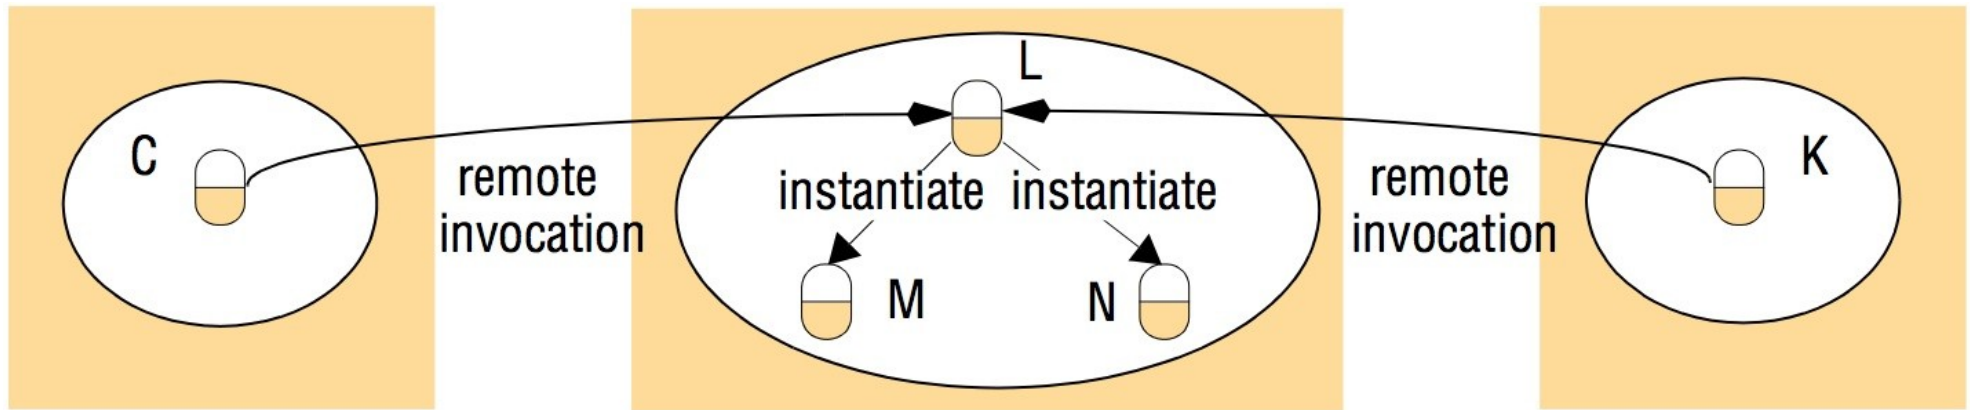 L
C
K
remote
invocation
instantiate
instantiate
remote
invocation
M
N